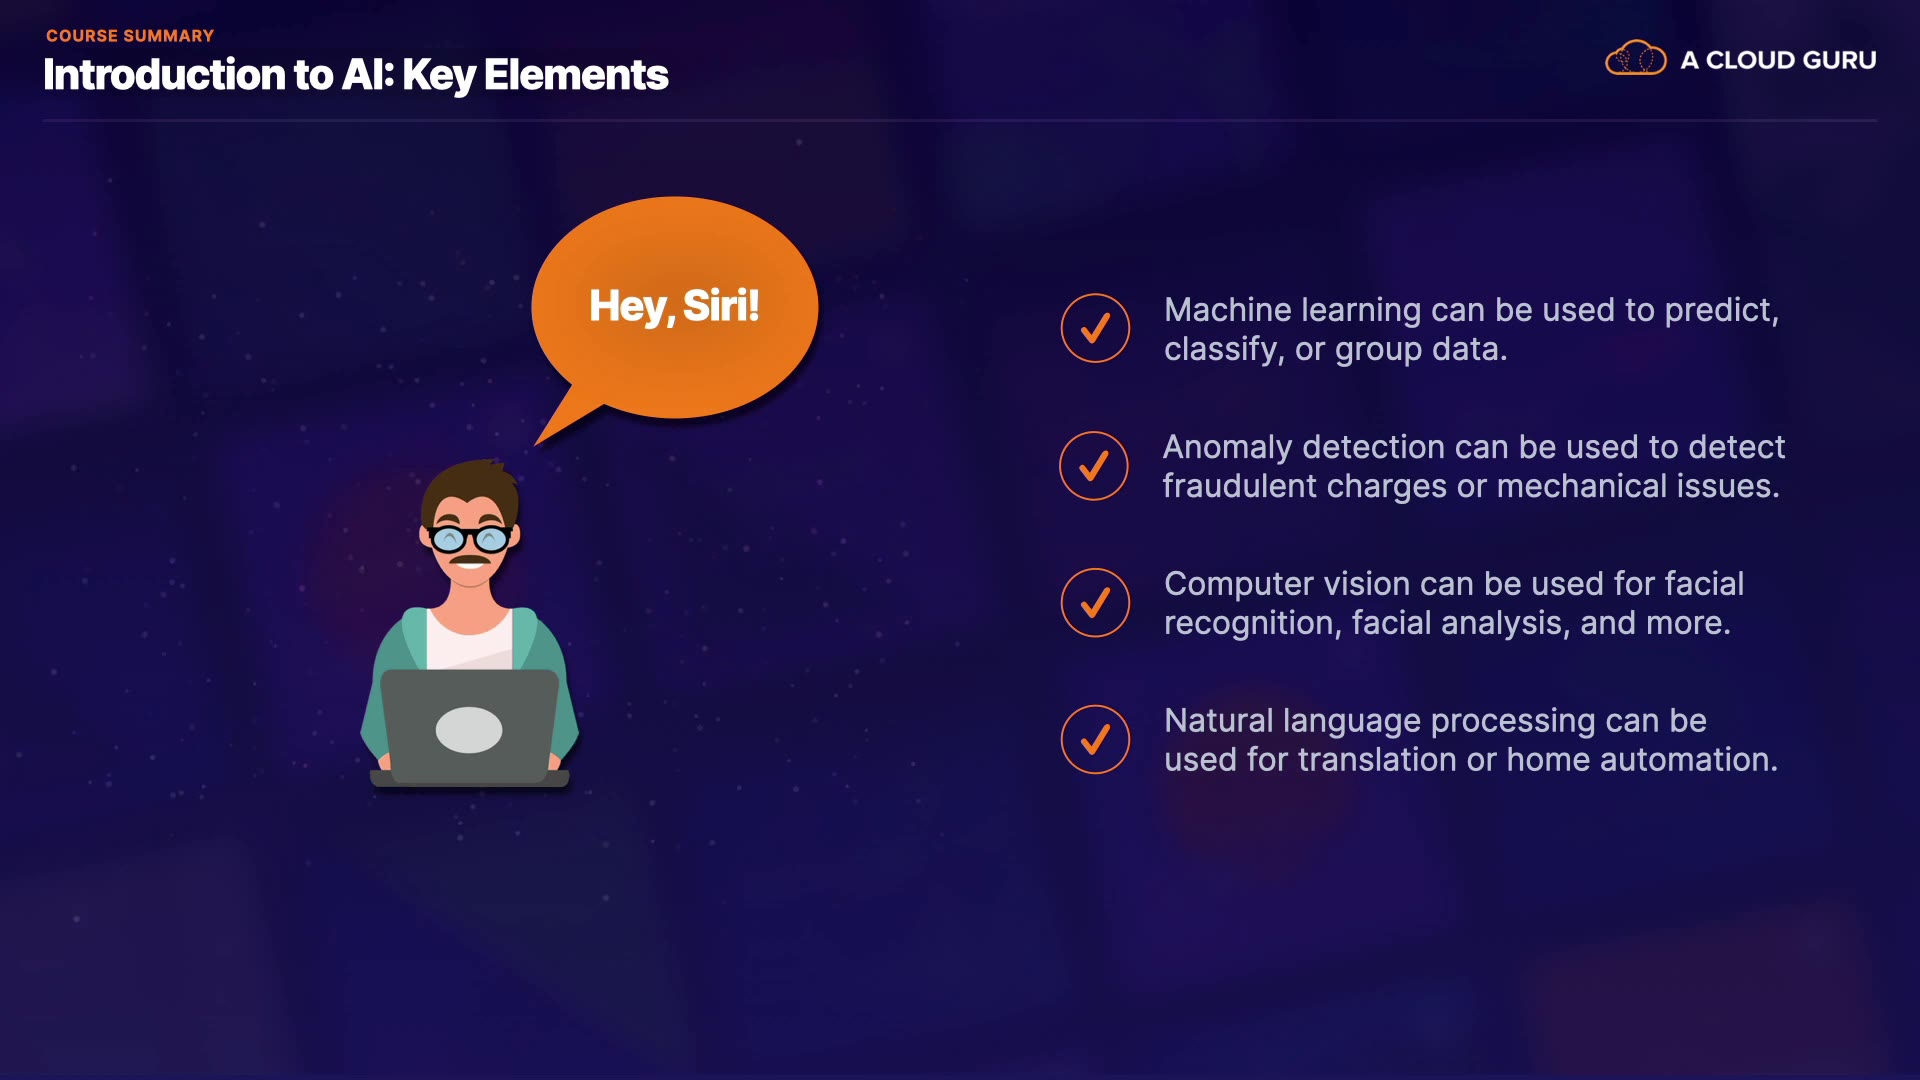 COURSE SUMMARY
Introduction to AI: Key Elements
A CLOUD GURU
Hey, Siri!
Machine learning can be used to predict,
classify, or group data.
Anomaly detection can be used to detect
fraudulent charges or mechanical issues.
Computer vision can be used for facial
recognition, facial analysis, and more.
Natural language processing can be
used for translation or home automation.